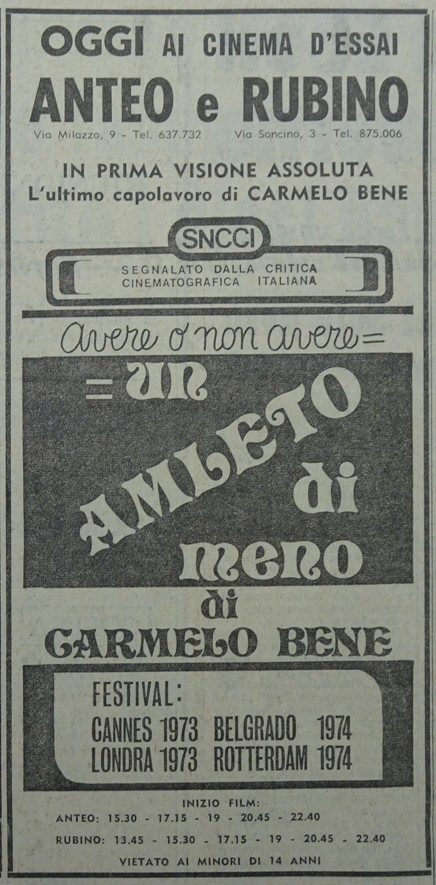 OGGI AI CINEMA D'ESSAI
ANTEO e RUBINO
Via Milazzo, 9 - Tel. 637.732 Via Soncino, 3 - Tel. 875.006
IN PRIMA VISIONE ASSOLUTA
L'ultimo capolavoro di CARMELO BENE
SNCCI
SEGNALATO DALLA CRITICA
CINEMATOGRAFICA ITALIANA
avere o non avere =
= un
AMLETO
di
meno
di
CARMELO BENE
FESTIVAL:
CANNES 1973 BELGRADO 1974
LONDRA 1973 ROTTERDAM 1974
INIZIO FILM:
ANTEO: 15.30 - 17.15 - 19 - 20.45 - 22.40
RUBINO: 13.45 - 15.30 - 17.15 - 19 - 20.45 - 22.40
VIETATO AI MINORI DI 14 ANNI